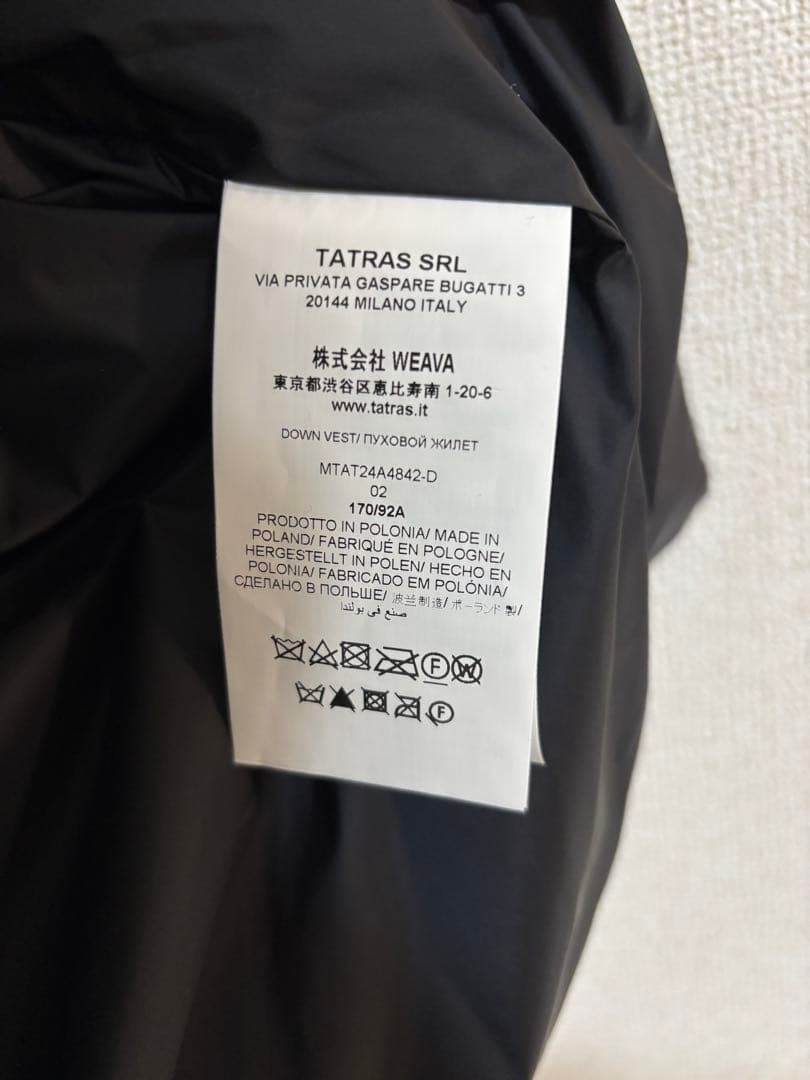 TATRAS SRL
VIA PRIVATA GASPARE BUGATTI 3
20144 MILANO ITALY
株式会社 WEAVA
東京都渋谷区恵比寿南 1-20-6
www.tatras.it
DOWN VEST/ ПУХОВОЙ ЖИЛЕТ
MTAT24A4842-D
02
170/92A
PRODOTTO IN POLONIA/ MADE IN
POLAND/ FABRIQUÉ EN POLOGNE/
HERGESTELLT IN POLEN/ HECHO EN
POLONIA/ FABRICADO EM POLÓNIA/
СДЕЛАНО В ПОЛЬШЕ/ 波兰制造/ ポーランド製/
صنع في بولندا
F W
F